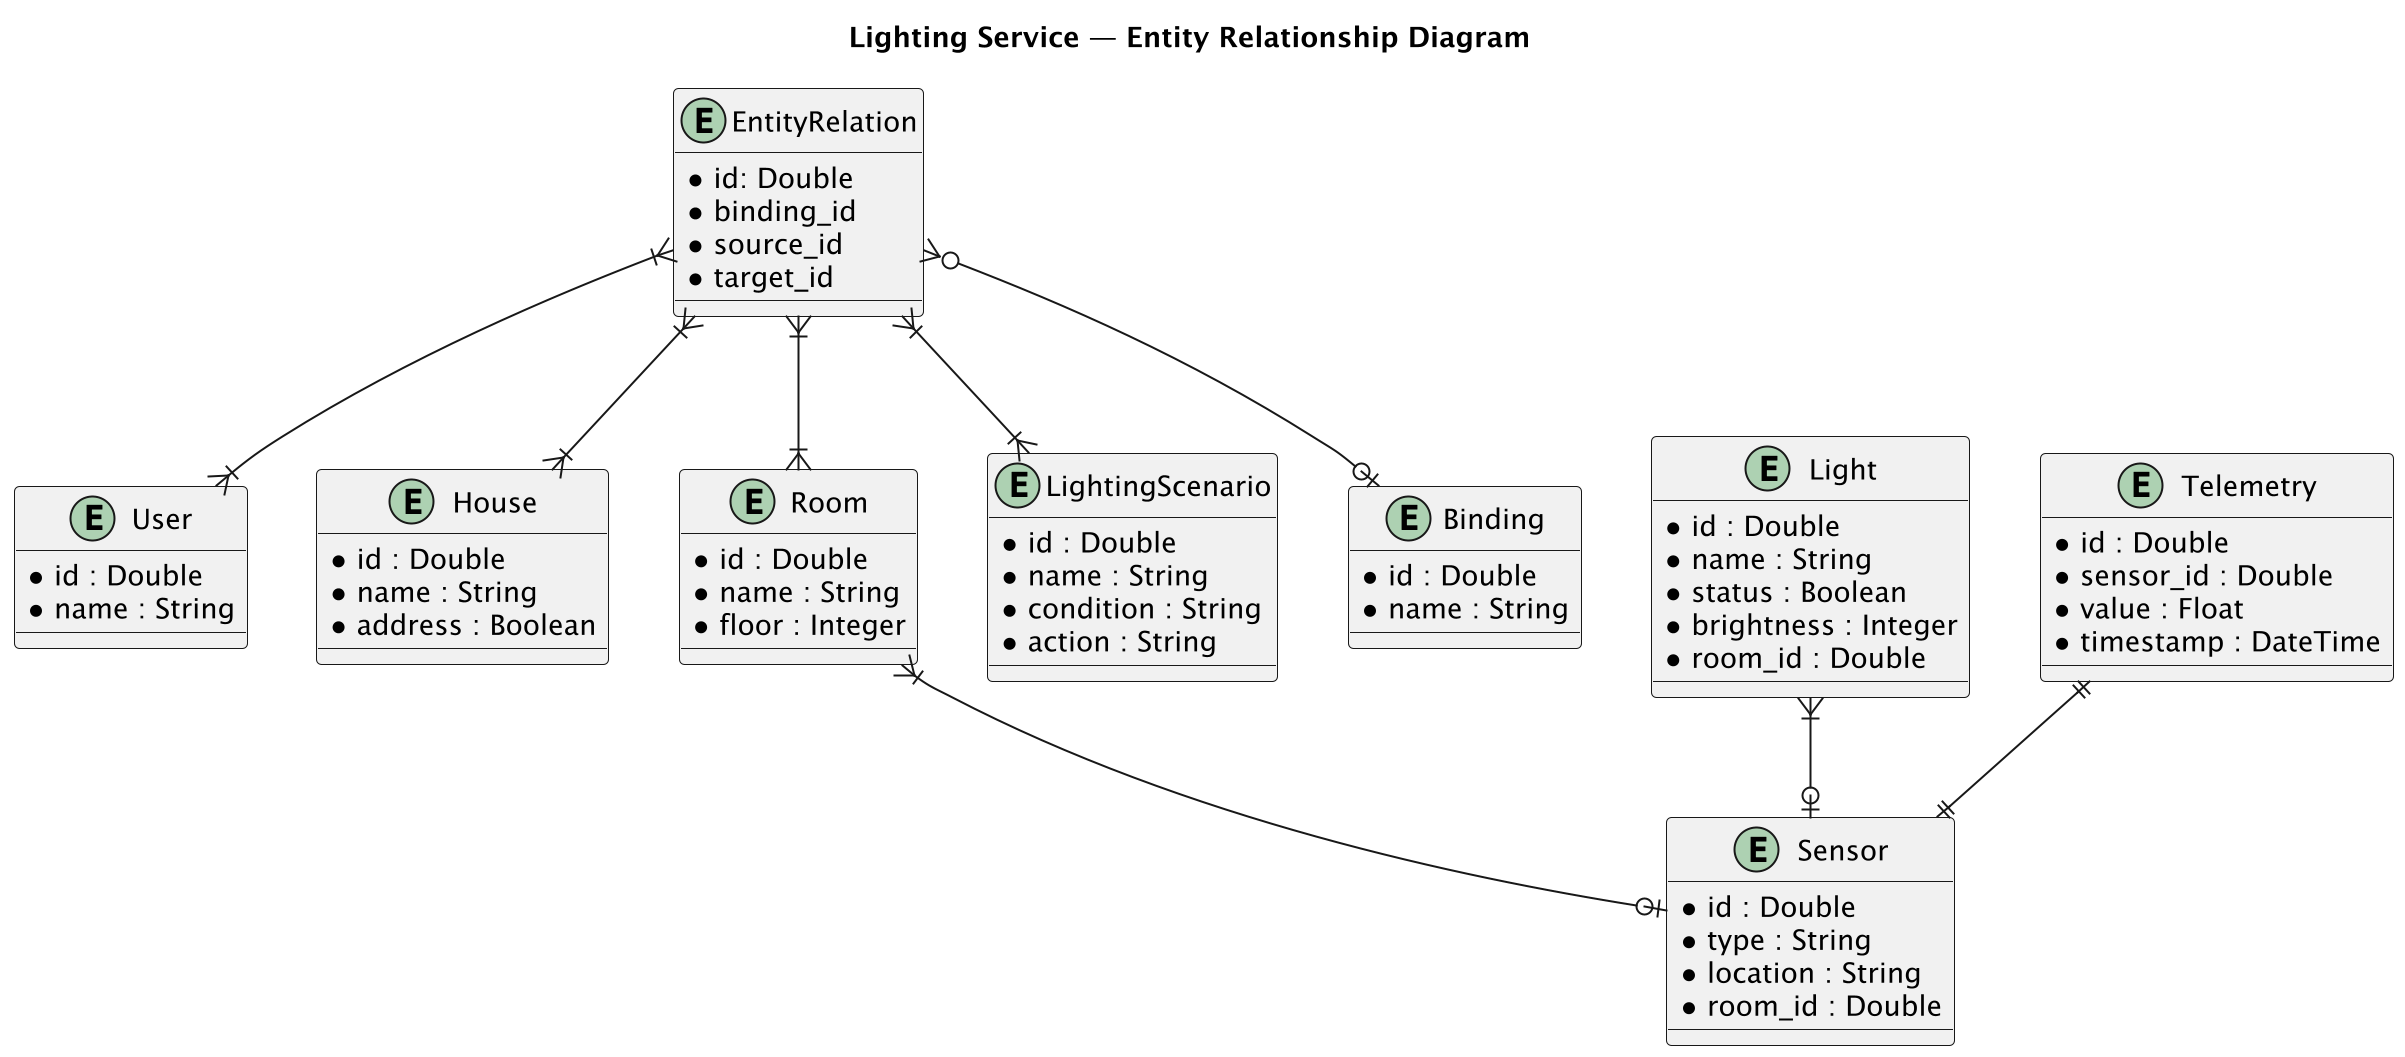 Lighting Service — Entity Relationship Diagram
E EntityRelation
id: Double
binding_id
source_id
target_id
E User
id : Double
name : String
E House
id : Double
name : String
address : Boolean
E Room
id : Double
name : String
floor : Integer
E LightingScenario
id : Double
name : String
condition : String
action : String
E Binding
id : Double
name : String
E Light
id : Double
name : String
status : Boolean
brightness : Integer
room_id : Double
E Telemetry
id : Double
sensor_id : Double
value : Float
timestamp : DateTime
E Sensor
id : Double
type : String
location : String
room_id : Double